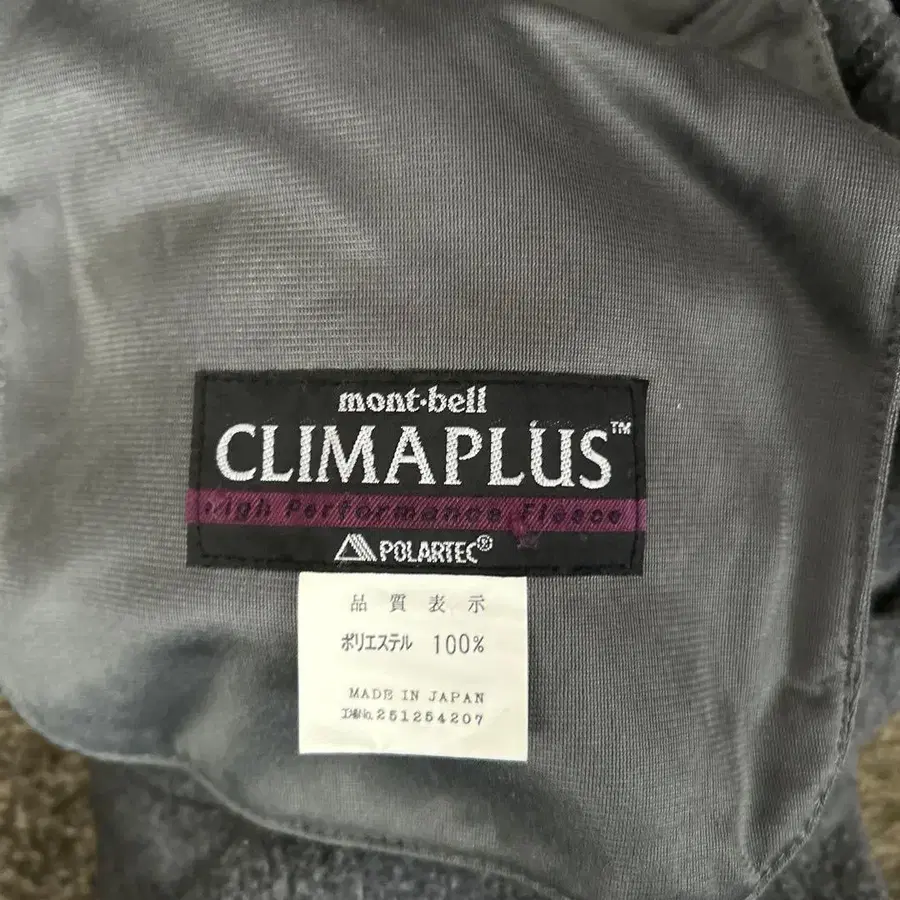 mont-bell
CLIMAPLUS™
High Performance Fleece
POLARTEC®
品質表示
ポリエステル 100%
MADE IN JAPAN
工番No.251254207